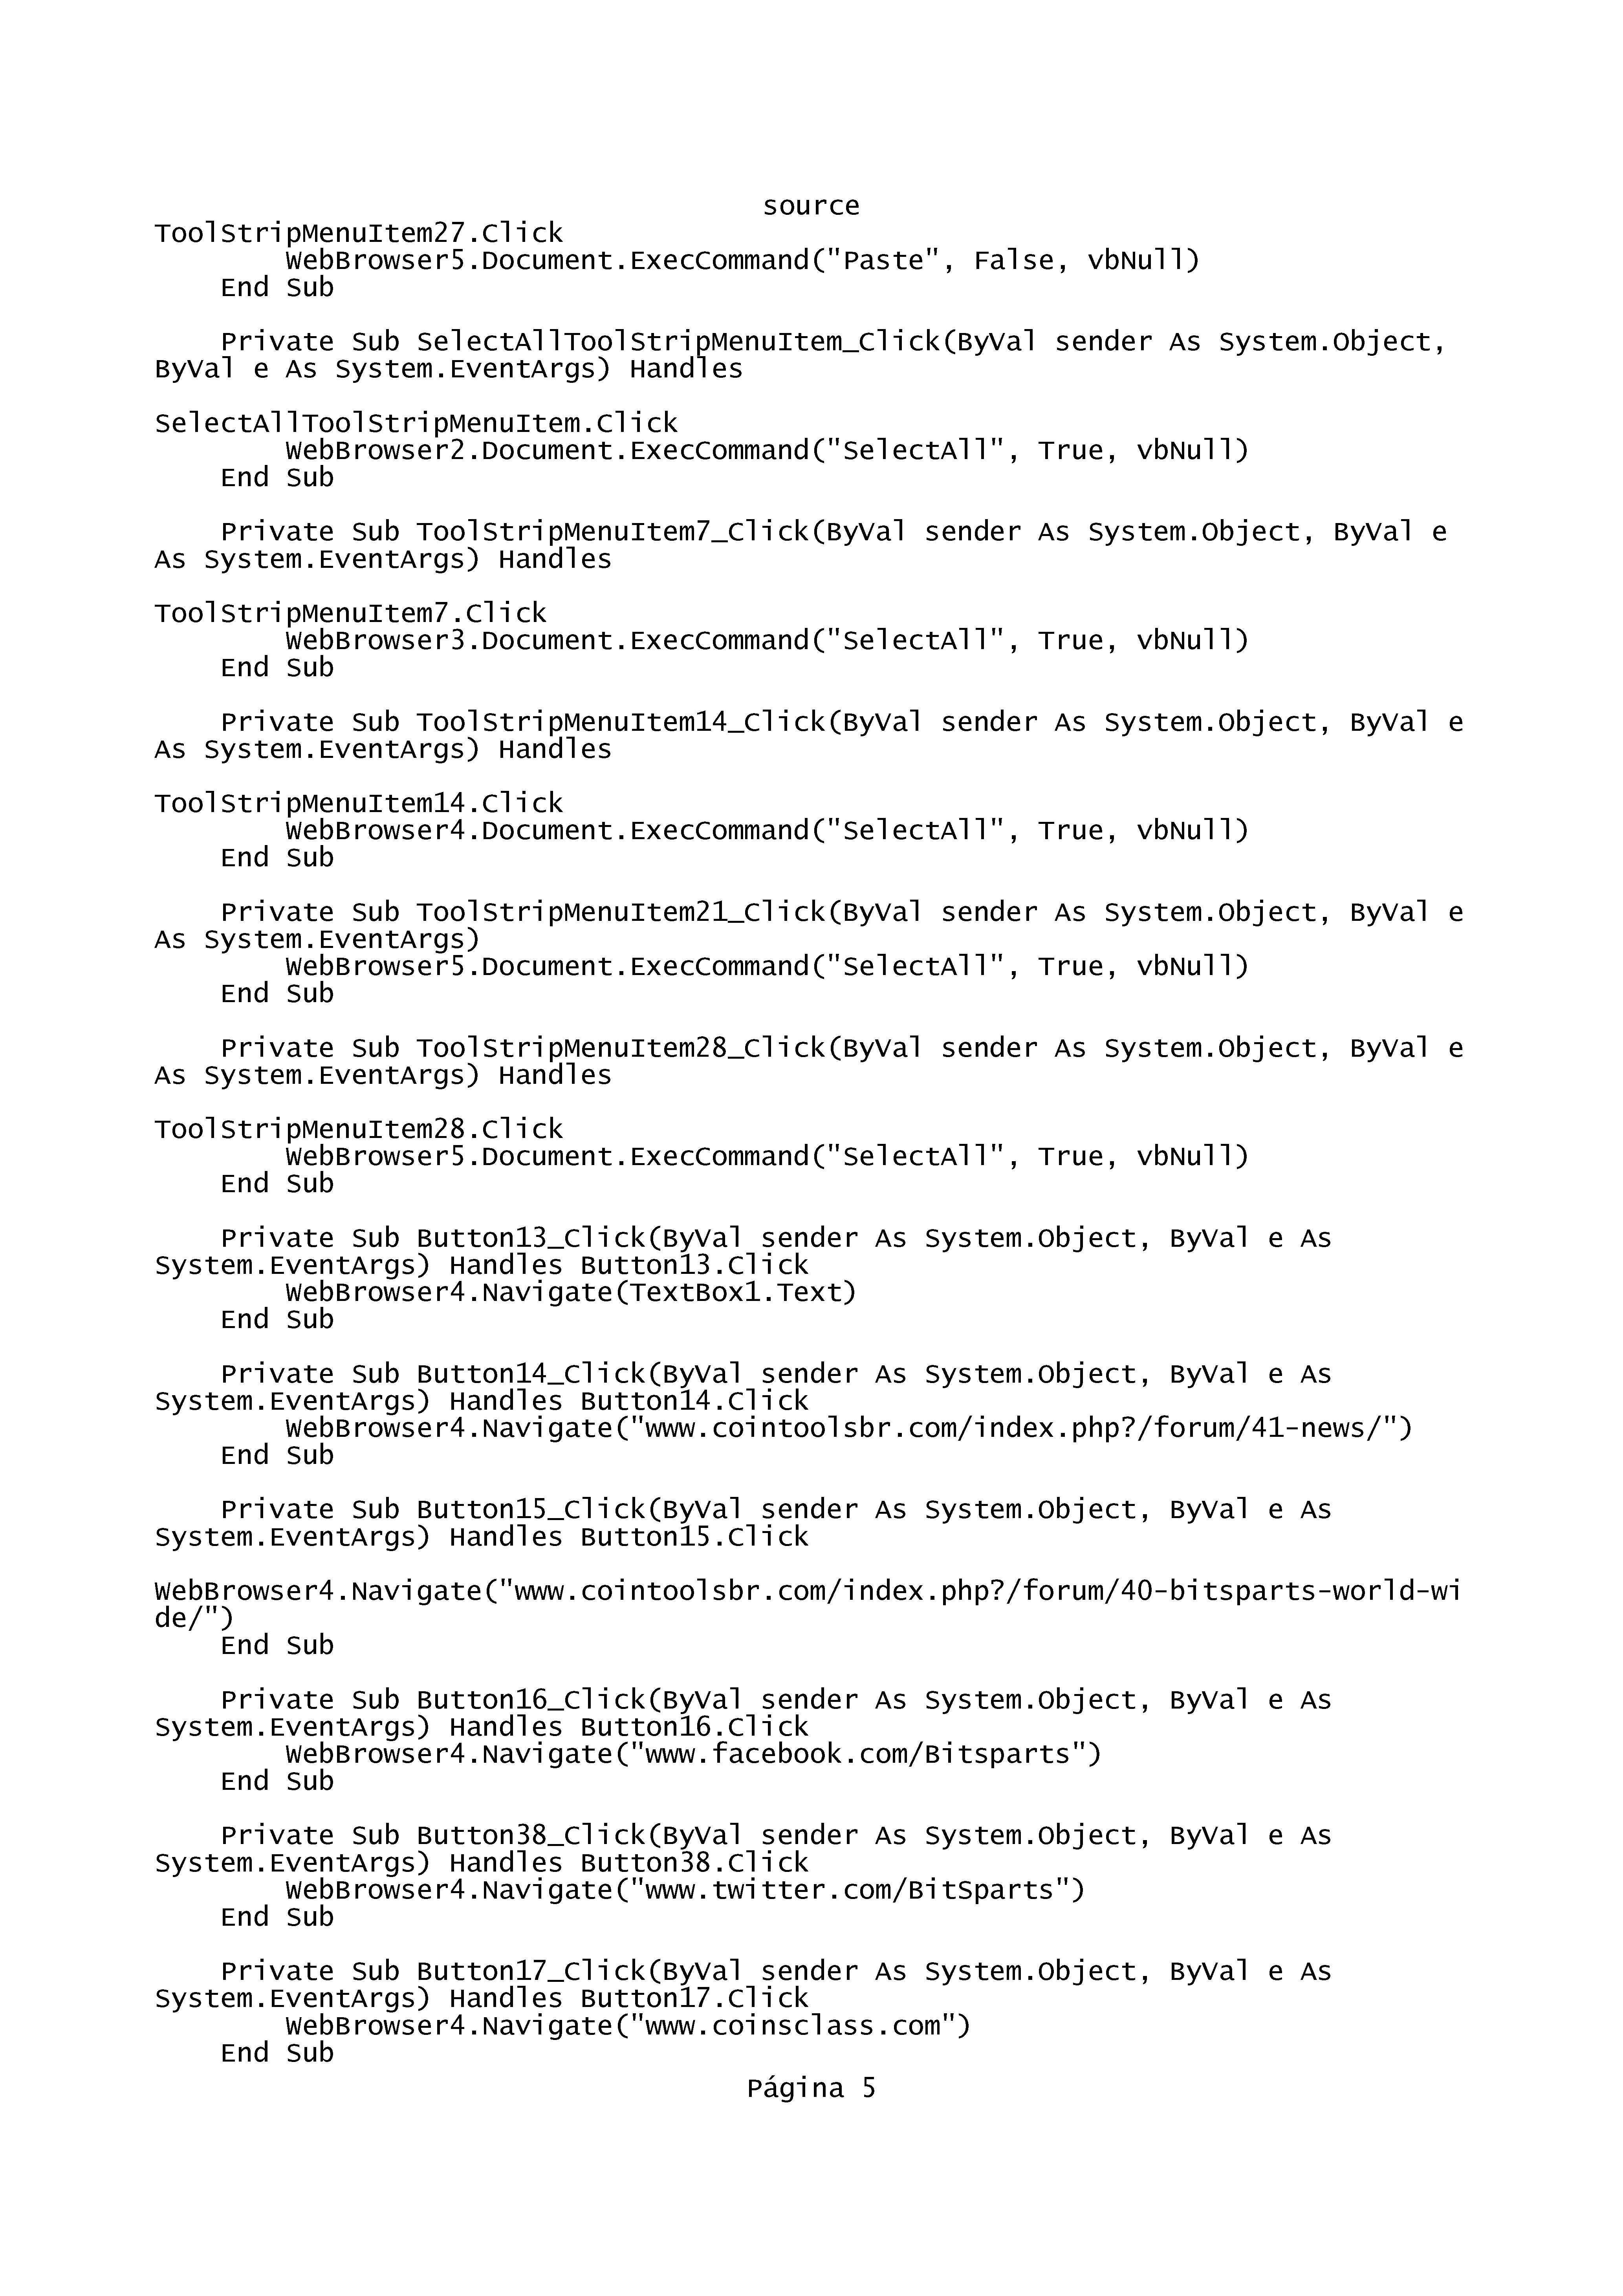 source
ToolStripMenuItem27.Click
        WebBrowser5.Document.ExecCommand("Paste", False, vbNull)
    End Sub

    Private Sub SelectAllToolStripMenuItem_Click(ByVal sender As System.Object,
ByVal e As System.EventArgs) Handles

SelectAllToolStripMenuItem.Click
        WebBrowser2.Document.ExecCommand("SelectAll", True, vbNull)
    End Sub

    Private Sub ToolStripMenuItem7_Click(ByVal sender As System.Object, ByVal e
As System.EventArgs) Handles

ToolStripMenuItem7.Click
        WebBrowser3.Document.ExecCommand("SelectAll", True, vbNull)
    End Sub

    Private Sub ToolStripMenuItem14_Click(ByVal sender As System.Object, ByVal e
As System.EventArgs) Handles

ToolStripMenuItem14.Click
        WebBrowser4.Document.ExecCommand("SelectAll", True, vbNull)
    End Sub

    Private Sub ToolStripMenuItem21_Click(ByVal sender As System.Object, ByVal e
As System.EventArgs)
        WebBrowser5.Document.ExecCommand("SelectAll", True, vbNull)
    End Sub

    Private Sub ToolStripMenuItem28_Click(ByVal sender As System.Object, ByVal e
As System.EventArgs) Handles

ToolStripMenuItem28.Click
        WebBrowser5.Document.ExecCommand("SelectAll", True, vbNull)
    End Sub

    Private Sub Button13_Click(ByVal sender As System.Object, ByVal e As
System.EventArgs) Handles Button13.Click
        WebBrowser4.Navigate(TextBox1.Text)
    End Sub

    Private Sub Button14_Click(ByVal sender As System.Object, ByVal e As
System.EventArgs) Handles Button14.Click
        WebBrowser4.Navigate("www.cointoolsbr.com/index.php?/forum/41-news/")
    End Sub

    Private Sub Button15_Click(ByVal sender As System.Object, ByVal e As
System.EventArgs) Handles Button15.Click

WebBrowser4.Navigate("www.cointoolsbr.com/index.php?/forum/40-bitsparts-world-wi
de/")
    End Sub

    Private Sub Button16_Click(ByVal sender As System.Object, ByVal e As
System.EventArgs) Handles Button16.Click
        WebBrowser4.Navigate("www.facebook.com/Bitsparts")
    End Sub

    Private Sub Button38_Click(ByVal sender As System.Object, ByVal e As
System.EventArgs) Handles Button38.Click
        WebBrowser4.Navigate("www.twitter.com/BitSparts")
    End Sub

    Private Sub Button17_Click(ByVal sender As System.Object, ByVal e As
System.EventArgs) Handles Button17.Click
        WebBrowser4.Navigate("www.coinsclass.com")
    End Sub
Página 5